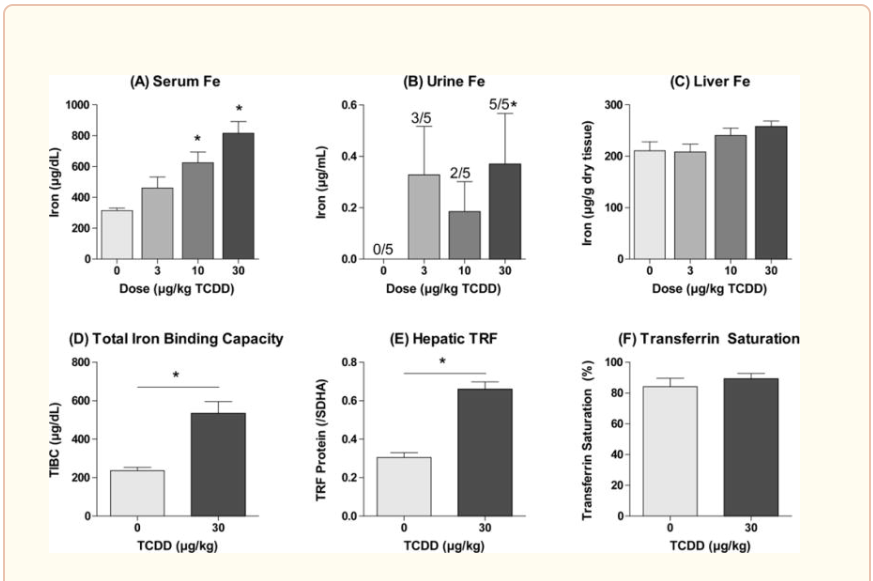 (A) Serum Fe
1000
800
600
400
200
0
Iron (µg/dL)
*
*
0 3 10 30
Dose (µg/kg TCDD)
(B) Urine Fe
0.6
0.4
0.2
0.0
Iron (µg/mL)
0/5
3/5
2/5
5/5*
0 3 10 30
Dose (µg/kg TCDD)
(C) Liver Fe
300
200
100
0
Iron (µg/g dry tissue)
0 3 10 30
Dose (µg/kg TCDD)
(D) Total Iron Binding Capacity
800
600
400
200
0
TIBC (µg/dL)
*
0 30
TCDD (µg/kg)
(E) Hepatic TRF
0.8
0.6
0.4
0.2
0.0
TRF Protein (/SDHA)
*
0 30
TCDD (µg/kg)
(F) Transferrin Saturation
100
80
60
40
20
0
Transferrin Saturation (%)
0 30
TCDD (µg/kg)